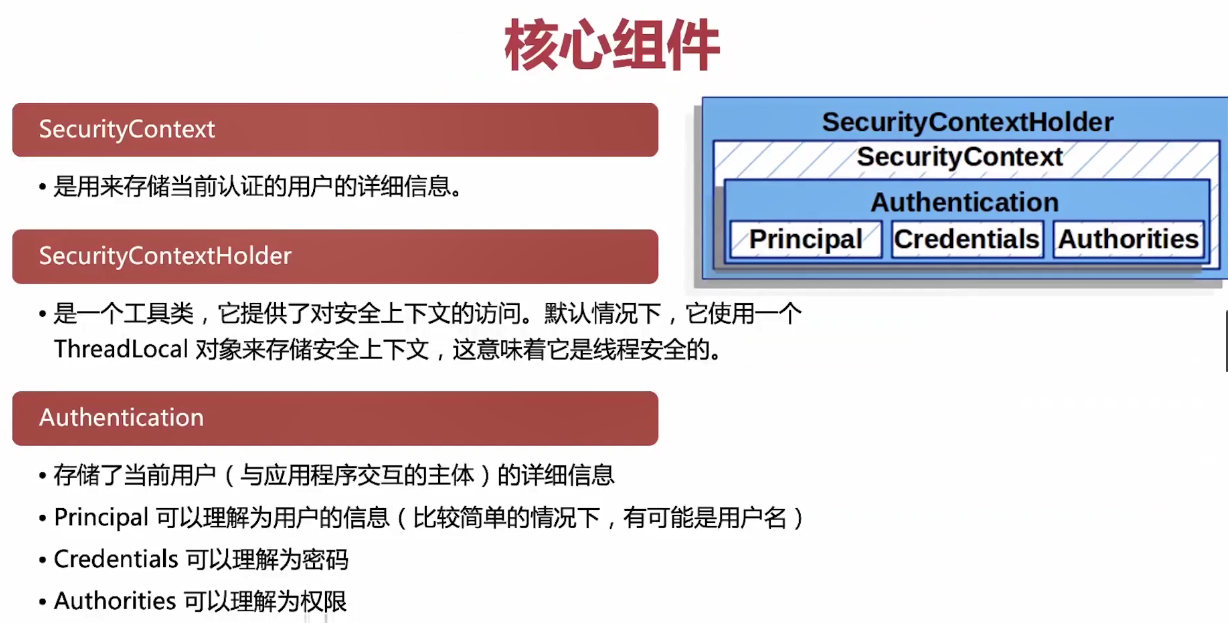 核心组件
SecurityContext
• 是用来存储当前认证的用户的详细信息。
SecurityContextHolder
• 是一个工具类，它提供了对安全上下文的访问。默认情况下，它使用一个
ThreadLocal 对象来存储安全上下文，这意味着它是线程安全的。
Authentication
• 存储了当前用户（与应用程序交互的主体）的详细信息
• Principal 可以理解为用户的信息（比较简单的情况下，有可能是用户名）
• Credentials 可以理解为密码
• Authorities 可以理解为权限
SecurityContextHolder
SecurityContext
Authentication
Principal Credentials Authorities